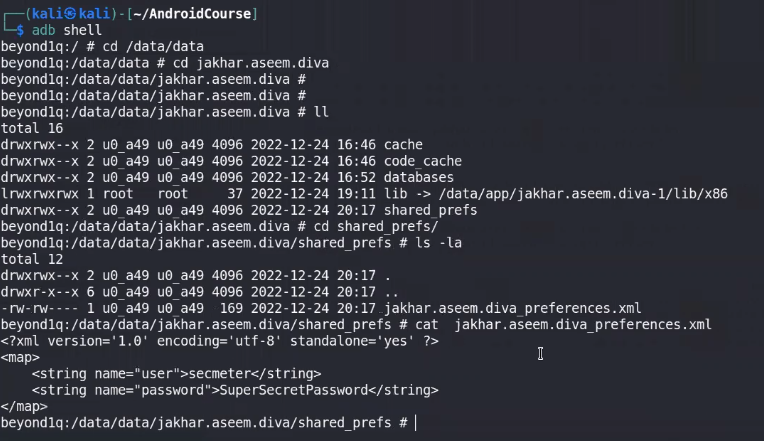 ┌──(kali㉿kali)-[~/AndroidCourse]
└─$ adb shell
beyond1q:/ # cd /data/data
beyond1q:/data/data # cd jakhar.aseem.diva
beyond1q:/data/data/jakhar.aseem.diva #
beyond1q:/data/data/jakhar.aseem.diva #
beyond1q:/data/data/jakhar.aseem.diva # ll
total 16
drwxrwx--x 2 u0_a49 u0_a49 4096 2022-12-24 16:46 cache
drwxrwx--x 2 u0_a49 u0_a49 4096 2022-12-24 16:46 code_cache
drwxrwx--x 2 u0_a49 u0_a49 4096 2022-12-24 16:52 databases
lrwxrwxrwx 1 root   root     37 2022-12-24 19:11 lib -> /data/app/jakhar.aseem.diva-1/lib/x86
drwxrwx--x 2 u0_a49 u0_a49 4096 2022-12-24 20:17 shared_prefs
beyond1q:/data/data/jakhar.aseem.diva # cd shared_prefs/
beyond1q:/data/data/jakhar.aseem.diva/shared_prefs # ls -la
total 12
drwxrwx--x 2 u0_a49 u0_a49 4096 2022-12-24 20:17 .
drwxr-x--x 6 u0_a49 u0_a49 4096 2022-12-24 20:17 ..
-rw-rw---- 1 u0_a49 u0_a49  169 2022-12-24 20:17 jakhar.aseem.diva_preferences.xml
beyond1q:/data/data/jakhar.aseem.diva/shared_prefs # cat  jakhar.aseem.diva_preferences.xml
<?xml version='1.0' encoding='utf-8' standalone='yes' ?>
<map>
    <string name="user">secmeter</string>
    <string name="password">SuperSecretPassword</string>
</map>
beyond1q:/data/data/jakhar.aseem.diva/shared_prefs #